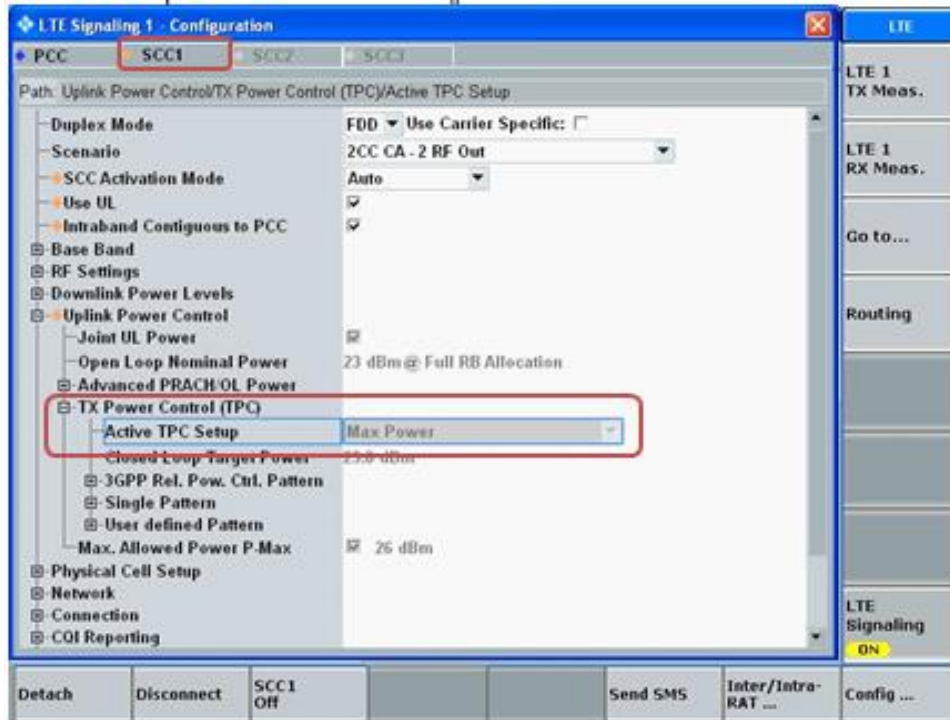 LTE Signaling 1 - Configuration
LTE
PCC SCC1 SCC2 SCC3
Path: Uplink Power Control/TX Power Control (TPC)/Active TPC Setup
LTE 1
TX Meas.
Duplex Mode FDD Use Carrier Specific:
Scenario 2CC CA - 2 RF Out
LTE 1
RX Meas.
SCC Activation Mode Auto
Use UL
Intraband Contiguous to PCC
Go to...
Base Band
RF Settings
Downlink Power Levels
Uplink Power Control
Routing
Joint UL Power
Open Loop Nominal Power 23 dBm @ Full RB Allocation
Advanced PRACH/OL Power
TX Power Control (TPC)
Active TPC Setup Max Power
Closed Loop Target Power 23.0 dBm
3GPP Rel. Pow. Ctrl. Pattern
Single Pattern
User defined Pattern
Max. Allowed Power P-Max 26 dBm
Physical Cell Setup
Network
Connection
CQI Reporting
LTE
Signaling
ON
Detach Disconnect SCC1
Off
Send SMS Inter/Intra-
RAT ...
Config ...